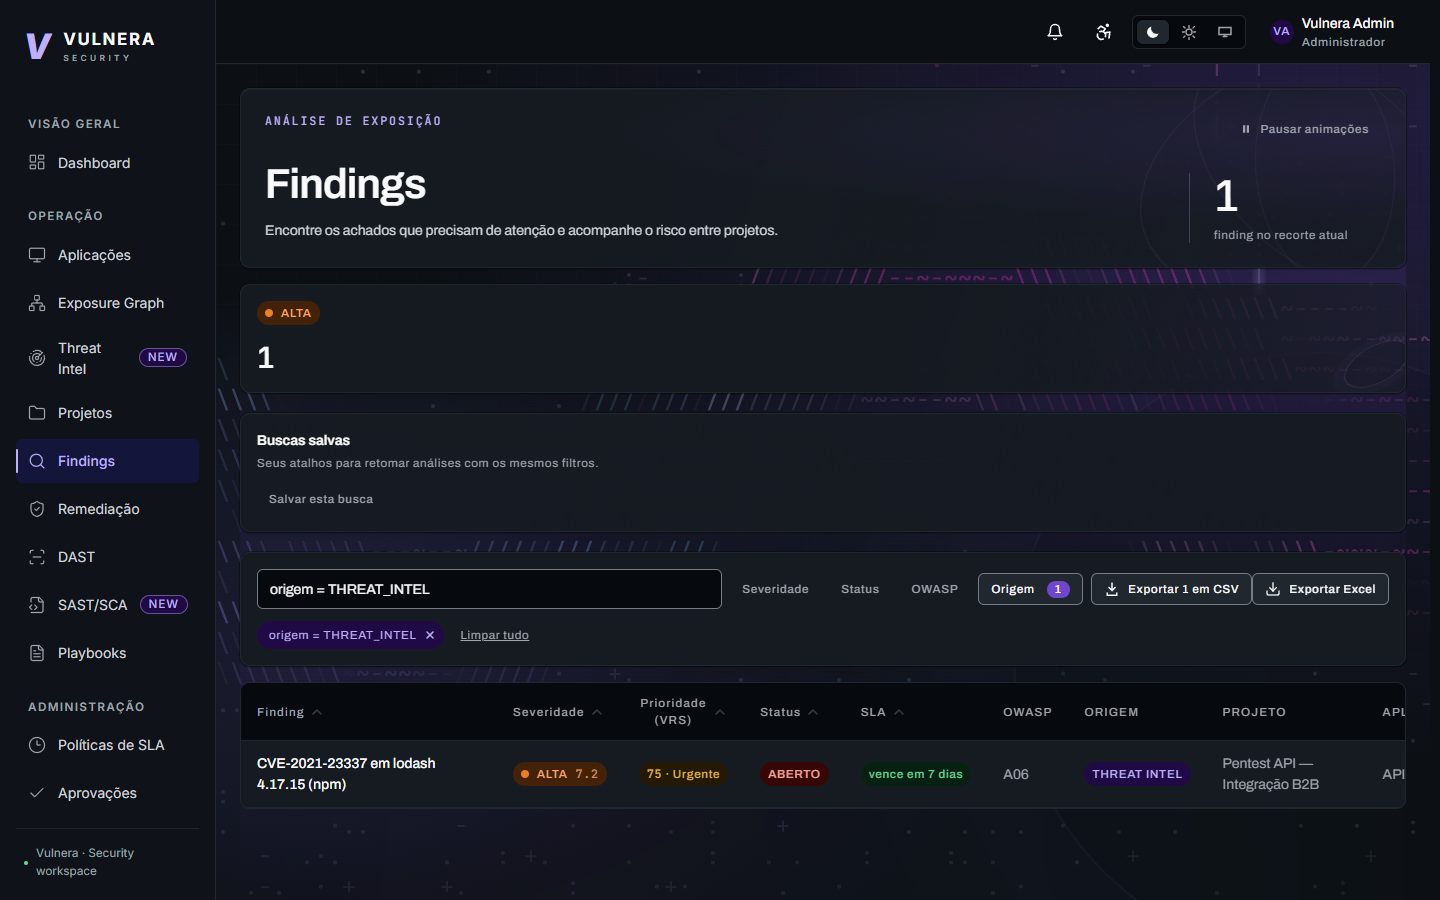 VULNERA
SECURITY
VA
Vulnera Admin
Administrador
VISÃO GERAL
Dashboard
OPERAÇÃO
Aplicações
Exposure Graph
Threat
Intel
NEW
Projetos
Findings
Remediação
DAST
SAST/SCA
NEW
Playbooks
ADMINISTRAÇÃO
Políticas de SLA
Aprovações
Vulnera · Security
workspace
ANÁLISE DE EXPOSIÇÃO
Pausar animações
Findings
Encontre os achados que precisam de atenção e acompanhe o risco entre projetos.
1
finding no recorte atual
ALTA
1
Buscas salvas
Seus atalhos para retomar análises com os mesmos filtros.
Salvar esta busca
origem = THREAT_INTEL
Severidade
Status
OWASP
Origem 1
Exportar 1 em CSV
Exportar Excel
origem = THREAT_INTEL ×
Limpar tudo
Finding
Severidade
Prioridade
(VRS)
Status
SLA
OWASP
ORIGEM
PROJETO
APL
CVE-2021-23337 em lodash
4.17.15 (npm)
ALTA 7.2
75 · Urgente
ABERTO
vence em 7 dias
A06
THREAT INTEL
Pentest API —
Integração B2B
API